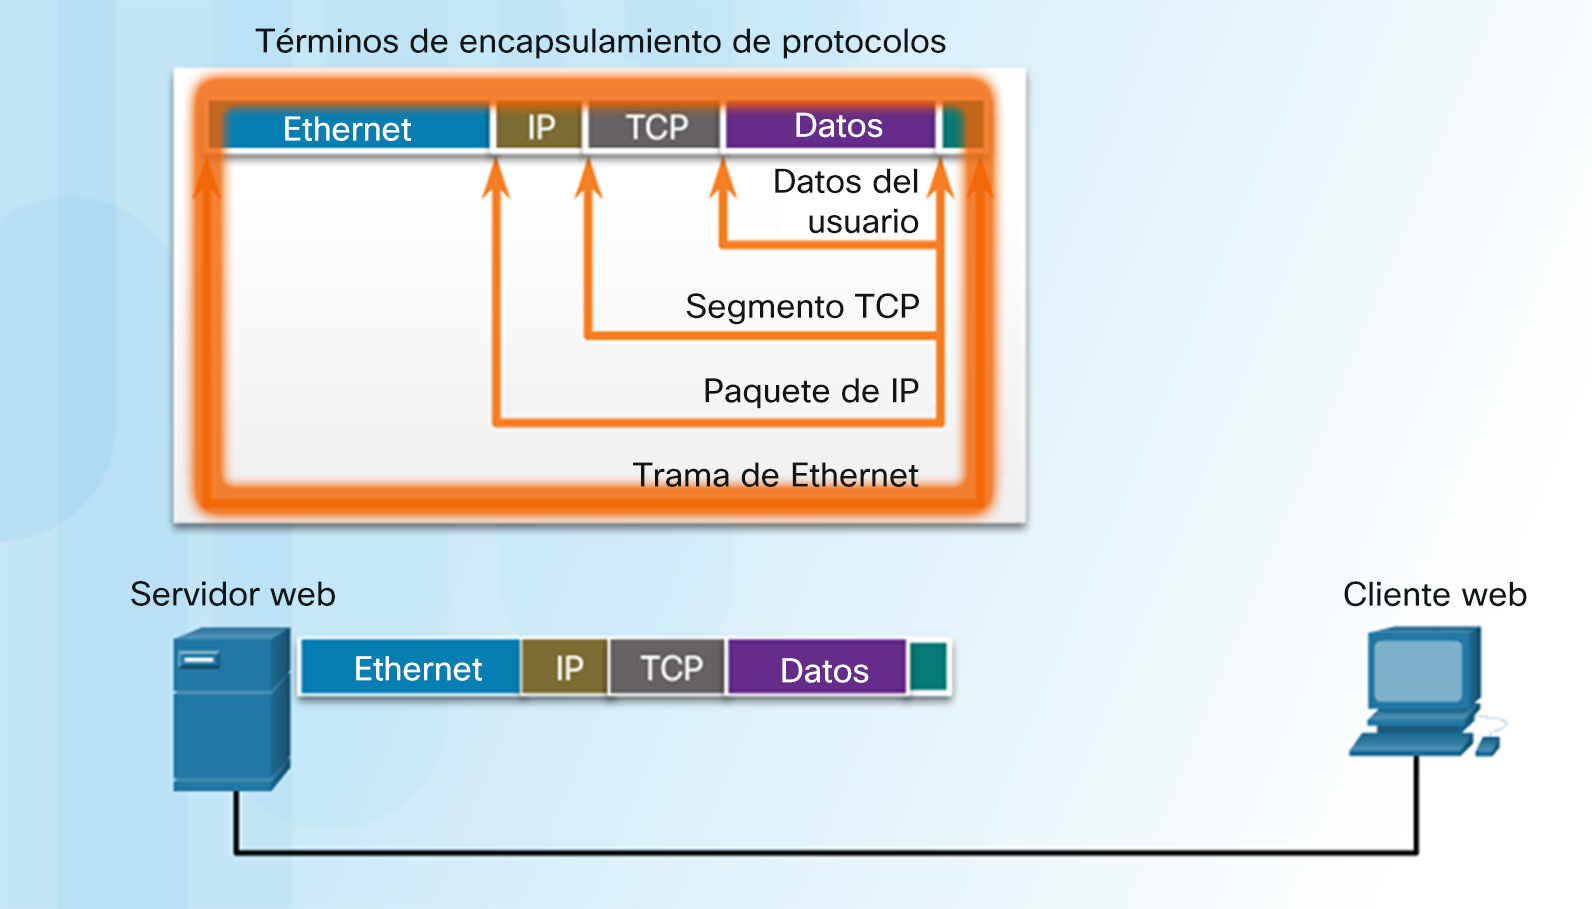 Términos de encapsulamiento de protocolos
Ethernet IP TCP Datos
Datos del
usuario
Segmento TCP
Paquete de IP
Trama de Ethernet
Servidor web
Cliente web
Ethernet IP TCP Datos